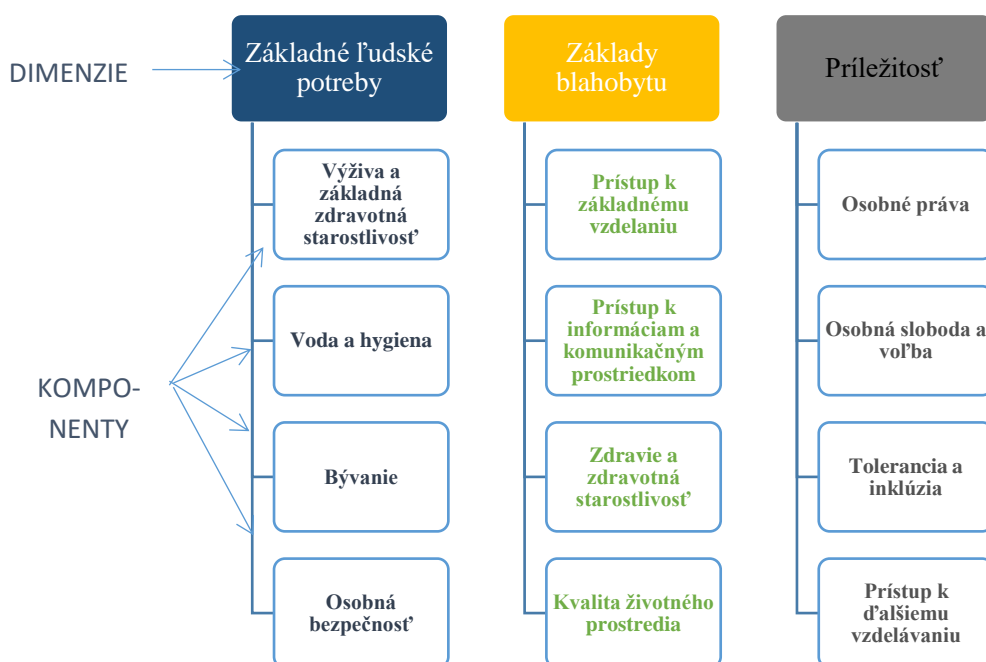 DIMENZIE
Základné ľudské
potreby
Základy
blahobytu
Príležitosť
KOMPO-
NENTY
Výživa a
základná
zdravotná
starostlivosť
Voda a hygiena
Bývanie
Osobná
bezpečnosť
Prístup k
základnému
vzdelaniu
Prístup k
informáciam a
komunikačným
prostriedkom
Zdravie a
zdravotná
starostlivosť
Kvalita životného
prostredia
Osobné práva
Osobná sloboda a
voľba
Tolerancia a
inklúzia
Prístup k
ďalšiemu
vzdelávaniu